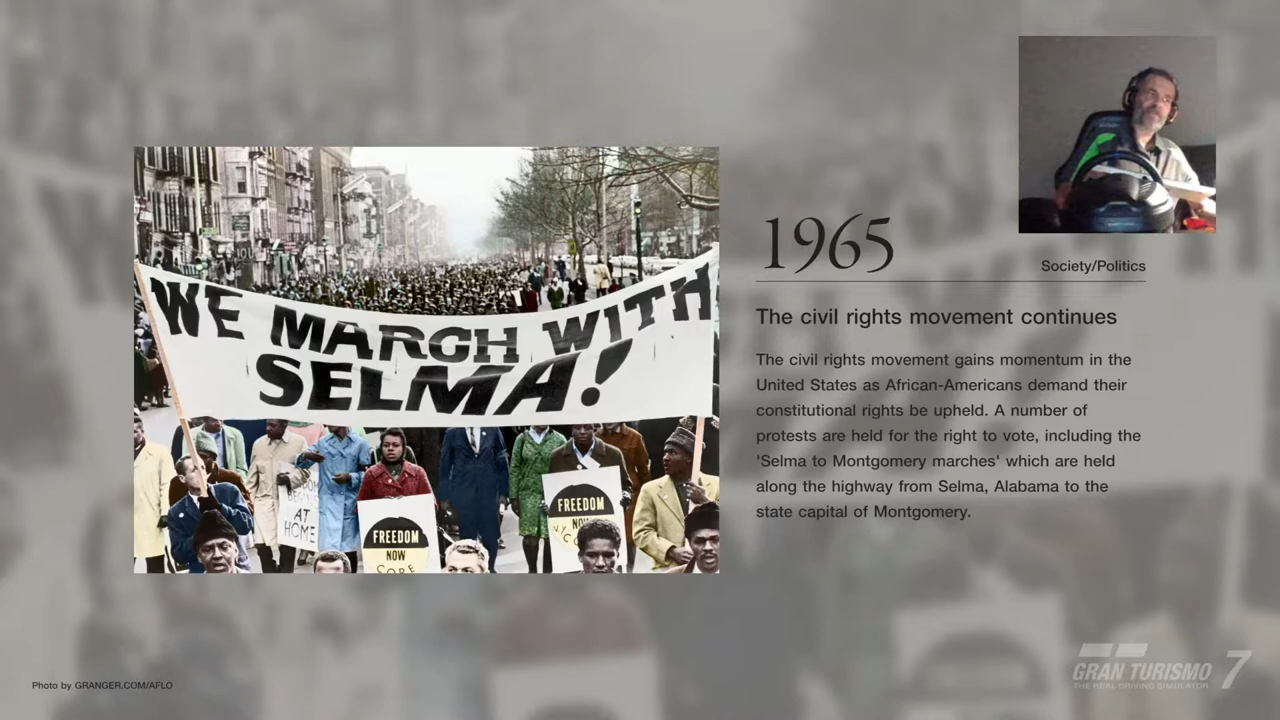 WE MARCH WITH
SELMA!
AT
HOME
FREEDOM
NOW
CORE
FREEDOM
NOW
1965
Society/Politics
The civil rights movement continues
The civil rights movement gains momentum in the
United States as African-Americans demand their
constitutional rights be upheld. A number of
protests are held for the right to vote, including the
'Selma to Montgomery marches' which are held
along the highway from Selma, Alabama to the
state capital of Montgomery.
Photo by GRANGER.COM/AFLO
GRAN TURISMO 7
THE REAL DRIVING SIMULATOR